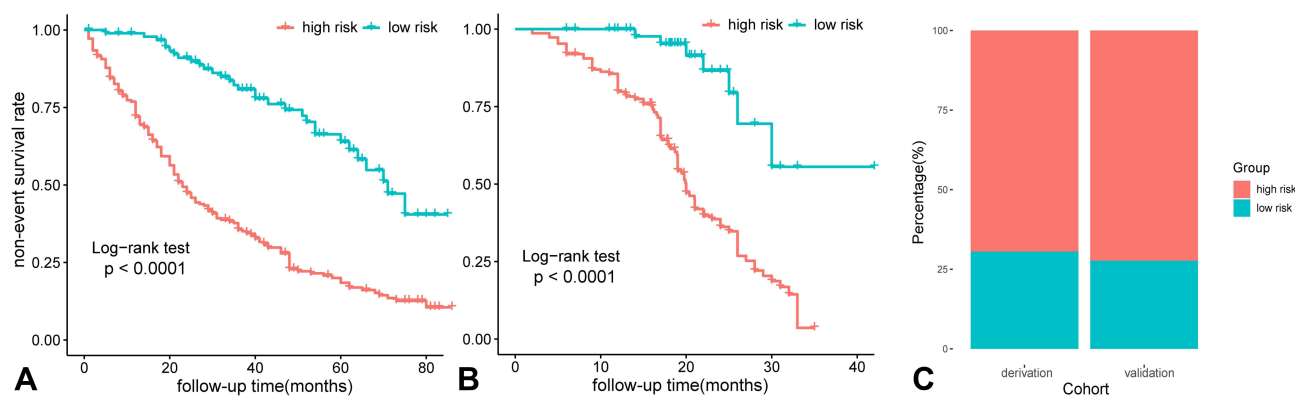 high risk
low risk
1.00
0.75
0.50
0.25
0.00
non-event survival rate
Log-rank test
p < 0.0001
0
20
40
60
80
follow-up time(months)
A
high risk
low risk
1.00
0.75
0.50
0.25
0.00
Log-rank test
p < 0.0001
0
10
20
30
40
follow-up time(months)
B
100
75
50
25
0
Percentage(%)
derivation
validation
Cohort
Group
high risk
low risk
C